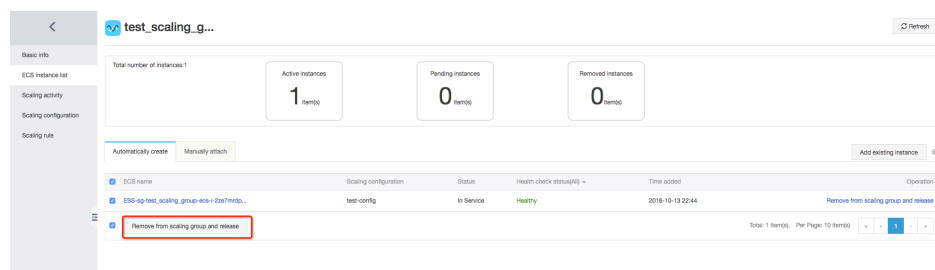 test_scaling_g...
Refresh
Basic info
ECS instance list
Scaling activity
Scaling configuration
Scaling rule
Total number of instances:1
Active instances
1 Item(s)
Pending instances
0 Item(s)
Removed instances
0 Item(s)
Automatically create Manually attach
Add existing instance
ECS name Scaling configuration Status Health check status(All) Time added Operation
ESS-sg-test_scaling_group-ecs-i-2ze7mrdp... test-config In Service Healthy 2016-10-13 22:44 Remove from scaling group and release
Remove from scaling group and release Total: 1 item(s), Per Page: 10 item(s) « ‹ 1 › »